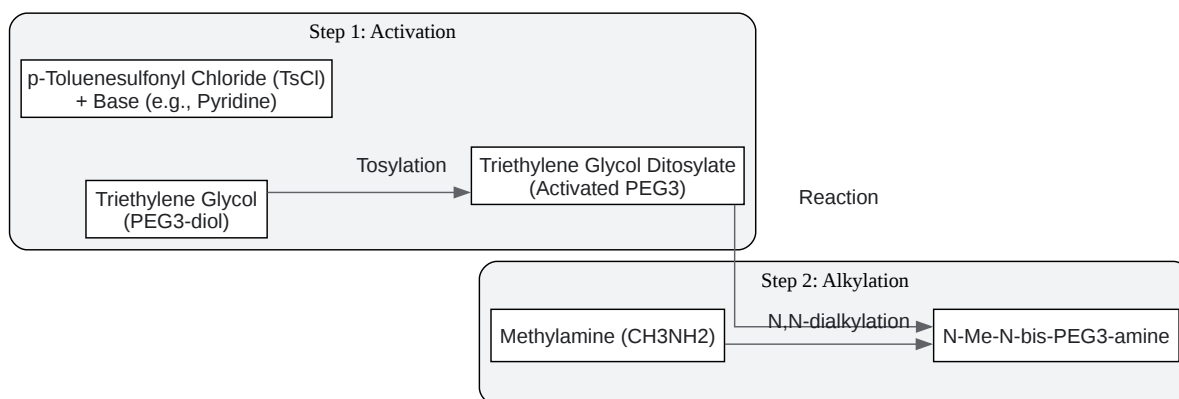 Step 1: Activation
p-Toluenesulfonyl Chloride (TsCl)
+ Base (e.g., Pyridine)
Tosylation
Triethylene Glycol
(PEG3-diol)
Triethylene Glycol Ditosylate
(Activated PEG3)
Reaction
Step 2: Alkylation
Methylamine (CH3NH2)
N,N-dialkylation
N-Me-N-bis-PEG3-amine